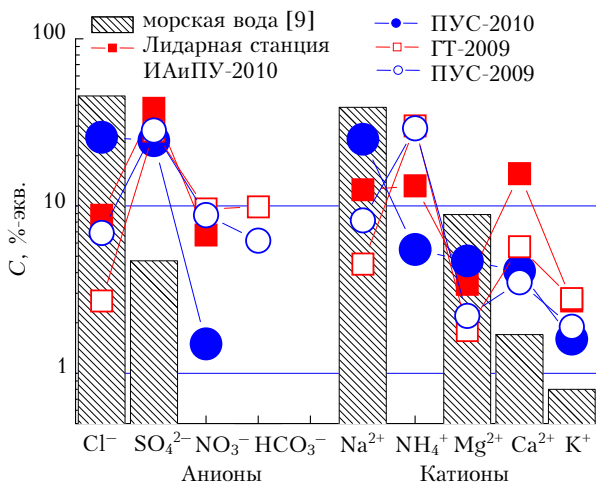 морская вода [9]
Лидарная станция
ИАиПУ-2010
ПУС-2010
ГТ-2009
ПУС-2009
100
10
1
C, %-экв.
Cl⁻ SO₄²⁻ NO₃⁻ HCO₃⁻ Na²⁺ NH₄⁺ Mg²⁺ Ca²⁺ K⁺
Анионы Катионы